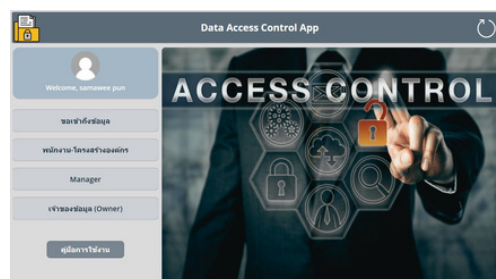 Data Access Control App
Welcome, samawee pun
ขอเข้าถึงข้อมูล
พนักงาน-โครงสร้างองค์กร
Manager
เจ้าของข้อมูล (Owner)
คู่มือการใช้งาน
ACCESS CONTROL